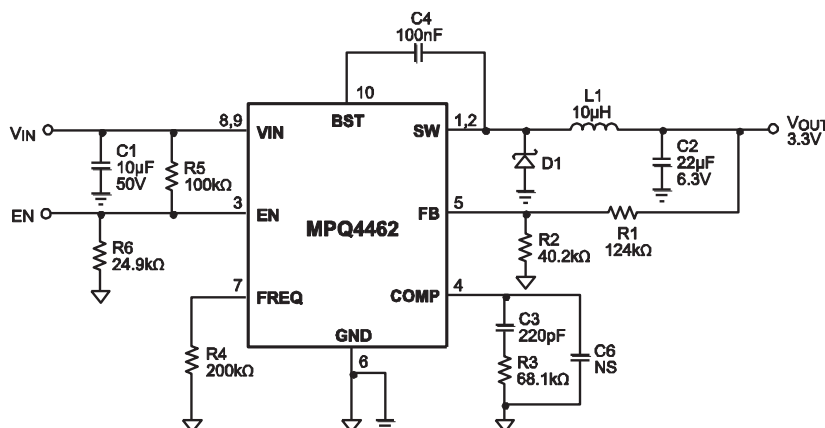 C4
100nF
10
8,9
VIN
BST
SW
1,2
L1
10µH
VIN
VOUT
3.3V
C1
10µF
50V
R5
100kΩ
D1
C2
22µF
6.3V
EN
3
EN
MPQ4462
FB
5
R6
24.9kΩ
R2
40.2kΩ
R1
124kΩ
7
FREQ
COMP
4
GND
6
R4
200kΩ
C3
220pF
R3
68.1kΩ
C6
NS